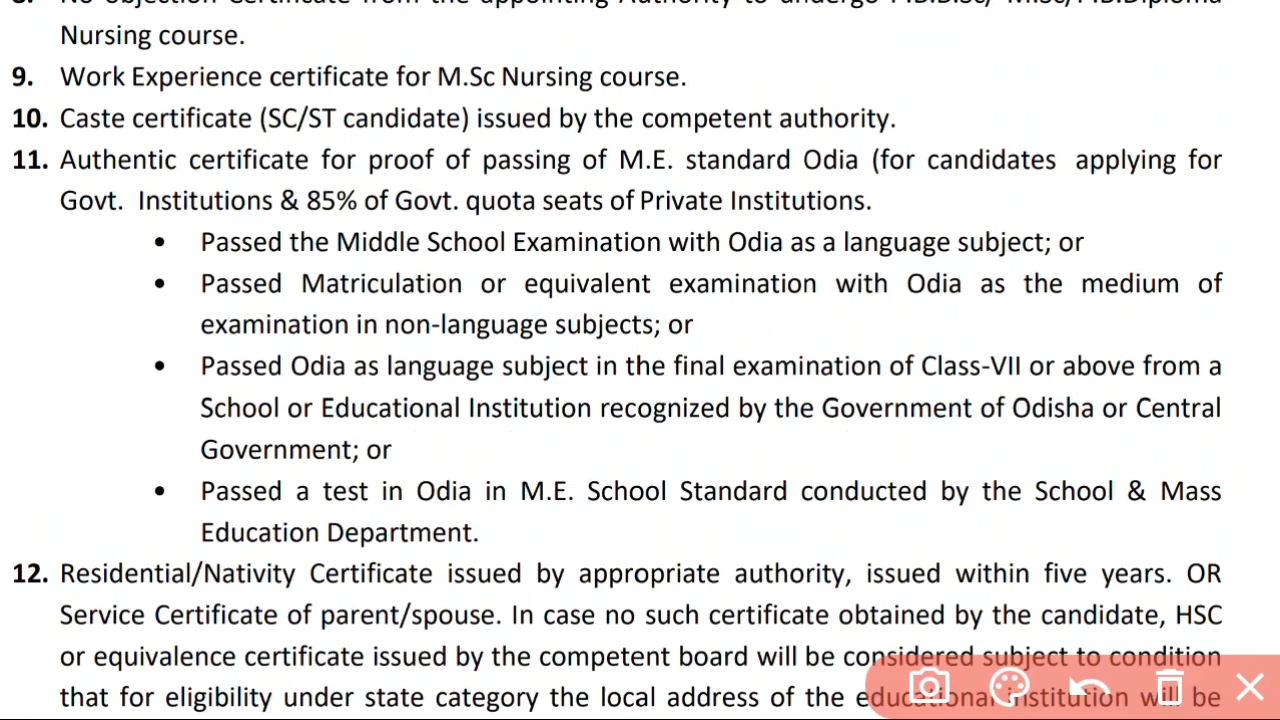 Nursing course.
9. Work Experience certificate for M.Sc Nursing course.
10. Caste certificate (SC/ST candidate) issued by the competent authority.
11. Authentic certificate for proof of passing of M.E. standard Odia (for candidates applying for
Govt. Institutions & 85% of Govt. quota seats of Private Institutions.
• Passed the Middle School Examination with Odia as a language subject; or
• Passed Matriculation or equivalent examination with Odia as the medium of
examination in non-language subjects; or
• Passed Odia as language subject in the final examination of Class-VII or above from a
School or Educational Institution recognized by the Government of Odisha or Central
Government; or
• Passed a test in Odia in M.E. School Standard conducted by the School & Mass
Education Department.
12. Residential/Nativity Certificate issued by appropriate authority, issued within five years. OR
Service Certificate of parent/spouse. In case no such certificate obtained by the candidate, HSC
or equivalence certificate issued by the competent board will be considered subject to condition
that for eligibility under state category the local address of the educational institution will be